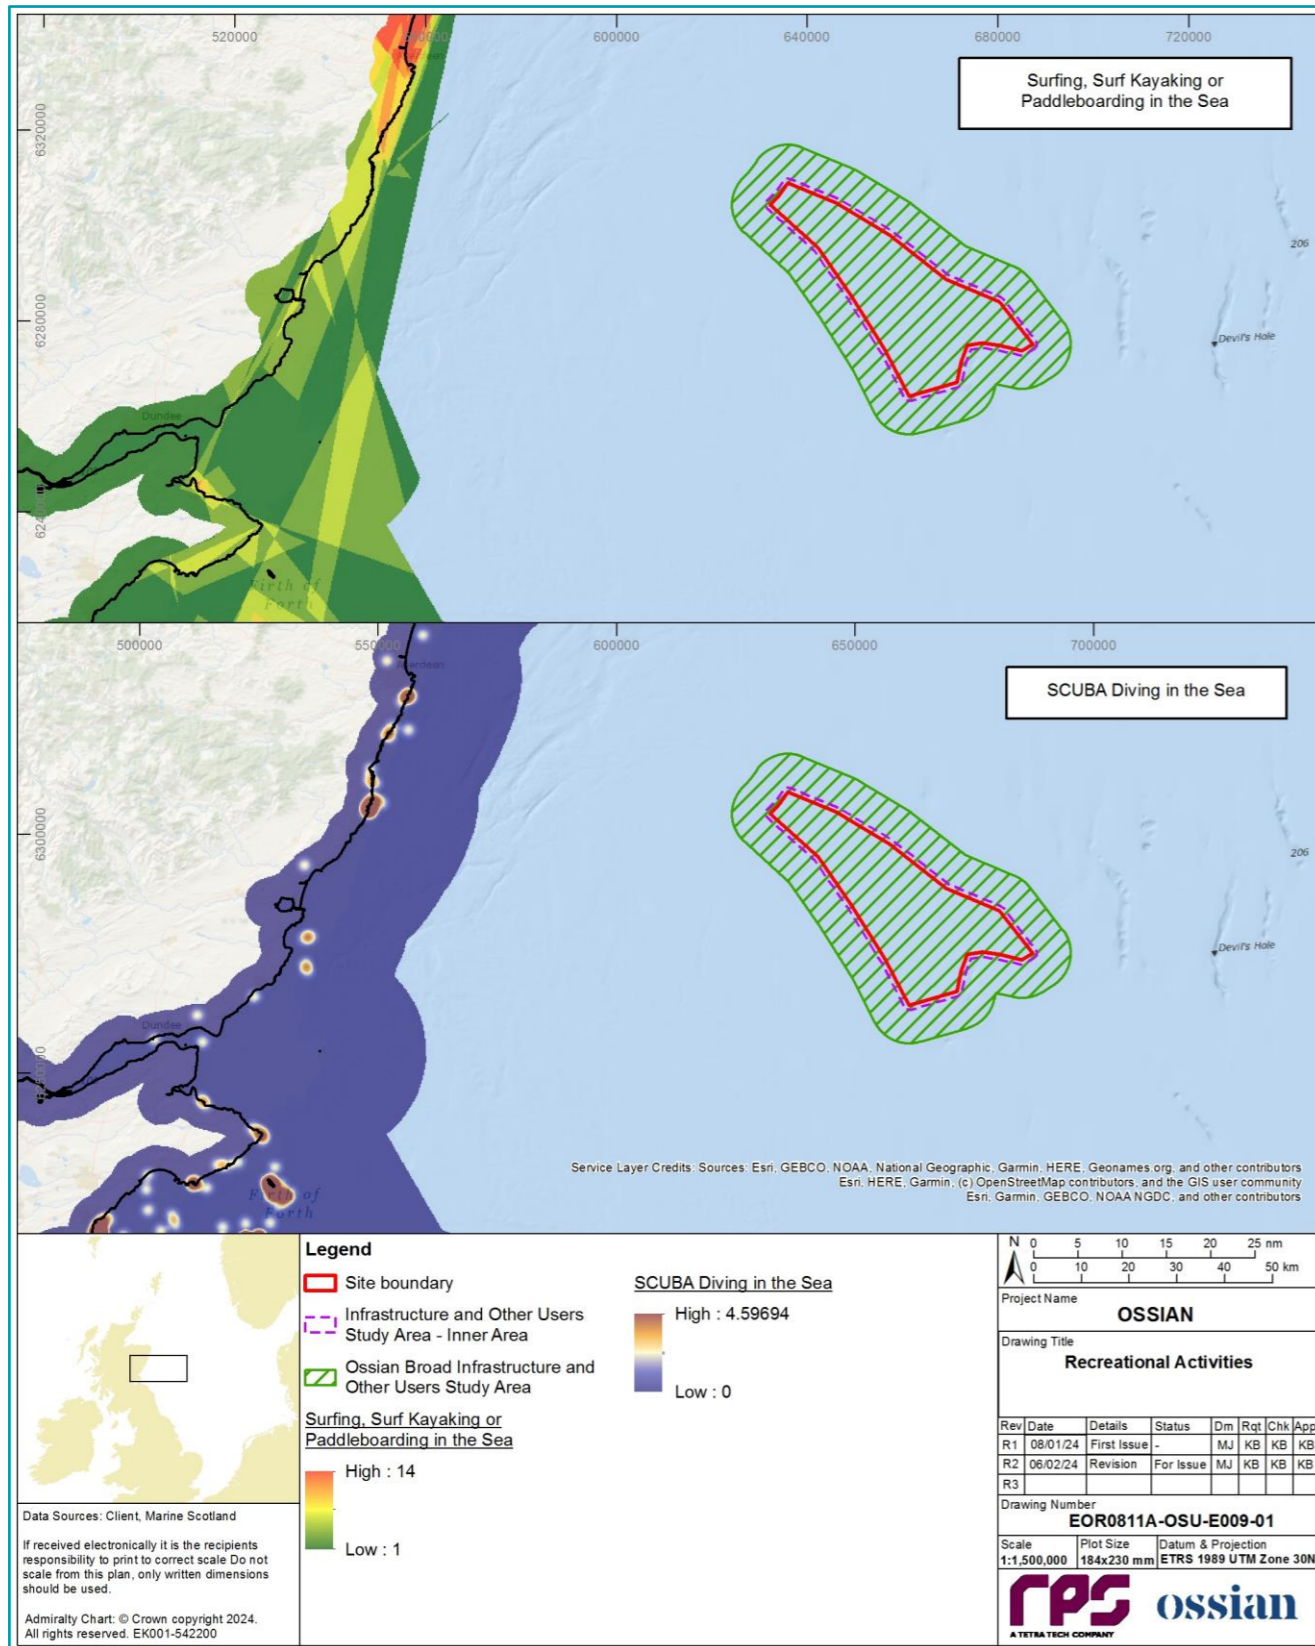 520000
600000
640000
680000
720000
Surfing, Surf Kayaking or
Paddleboarding in the Sea
6320000
206
6280000
Devil's Hole
Dundee
Firth of
Forth
500000
550000
600000
650000
700000
Aberdeen
SCUBA Diving in the Sea
6300000
206
Devil's Hole
Dundee
Firth of
Forth
Service Layer Credits: Sources: Esri, GEBCO, NOAA, National Geographic, Garmin, HERE, Geonames.org, and other contributors
Esri, HERE, Garmin, (c) OpenStreetMap contributors, and the GIS user community
Esri, Garmin, GEBCO, NOAA NGDC, and other contributors
Legend
Site boundary
Infrastructure and Other Users
Study Area - Inner Area
Ossian Broad Infrastructure and
Other Users Study Area
Surfing, Surf Kayaking or
Paddleboarding in the Sea
High : 14
Low : 1
SCUBA Diving in the Sea
High : 4.59694
Low : 0
Data Sources: Client, Marine Scotland
If received electronically it is the recipients
responsibility to print to correct scale Do not
scale from this plan, only written dimensions
should be used.
Admiralty Chart: © Crown copyright 2024.
All rights reserved. EK001-542200
N 0 5 10 15 20 25 nm
0 10 20 30 40 50 km
Project Name
OSSIAN
Drawing Title
Recreational Activities
Rev Date Details Status Dm Rqt Chk App
R1 08/01/24 First Issue - MJ KB KB KB
R2 06/02/24 Revision For Issue MJ KB KB KB
R3
Drawing Number
EOR0811A-OSU-E009-01
Scale Plot Size Datum & Projection
1:1,500,000 184x230 mm ETRS 1989 UTM Zone 30N
rps
A TETRA TECH COMPANY
ossian